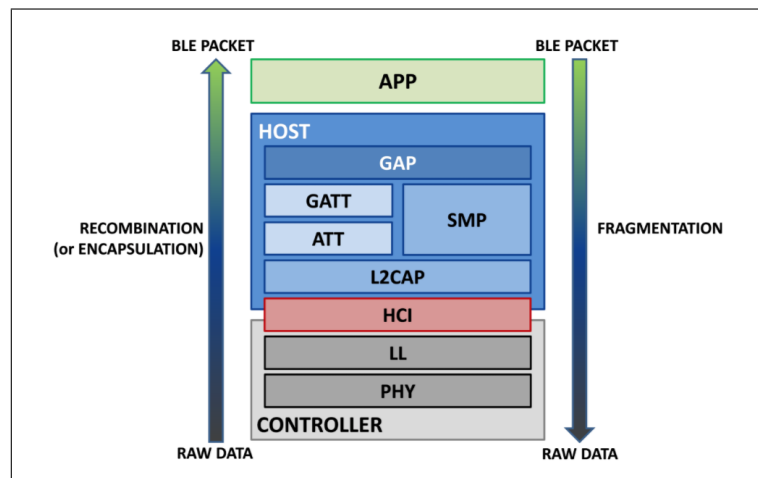 BLE PACKET
BLE PACKET
APP
HOST
GAP
GATT
SMP
ATT
RECOMBINATION
(or ENCAPSULATION)
FRAGMENTATION
L2CAP
HCI
LL
PHY
CONTROLLER
RAW DATA
RAW DATA